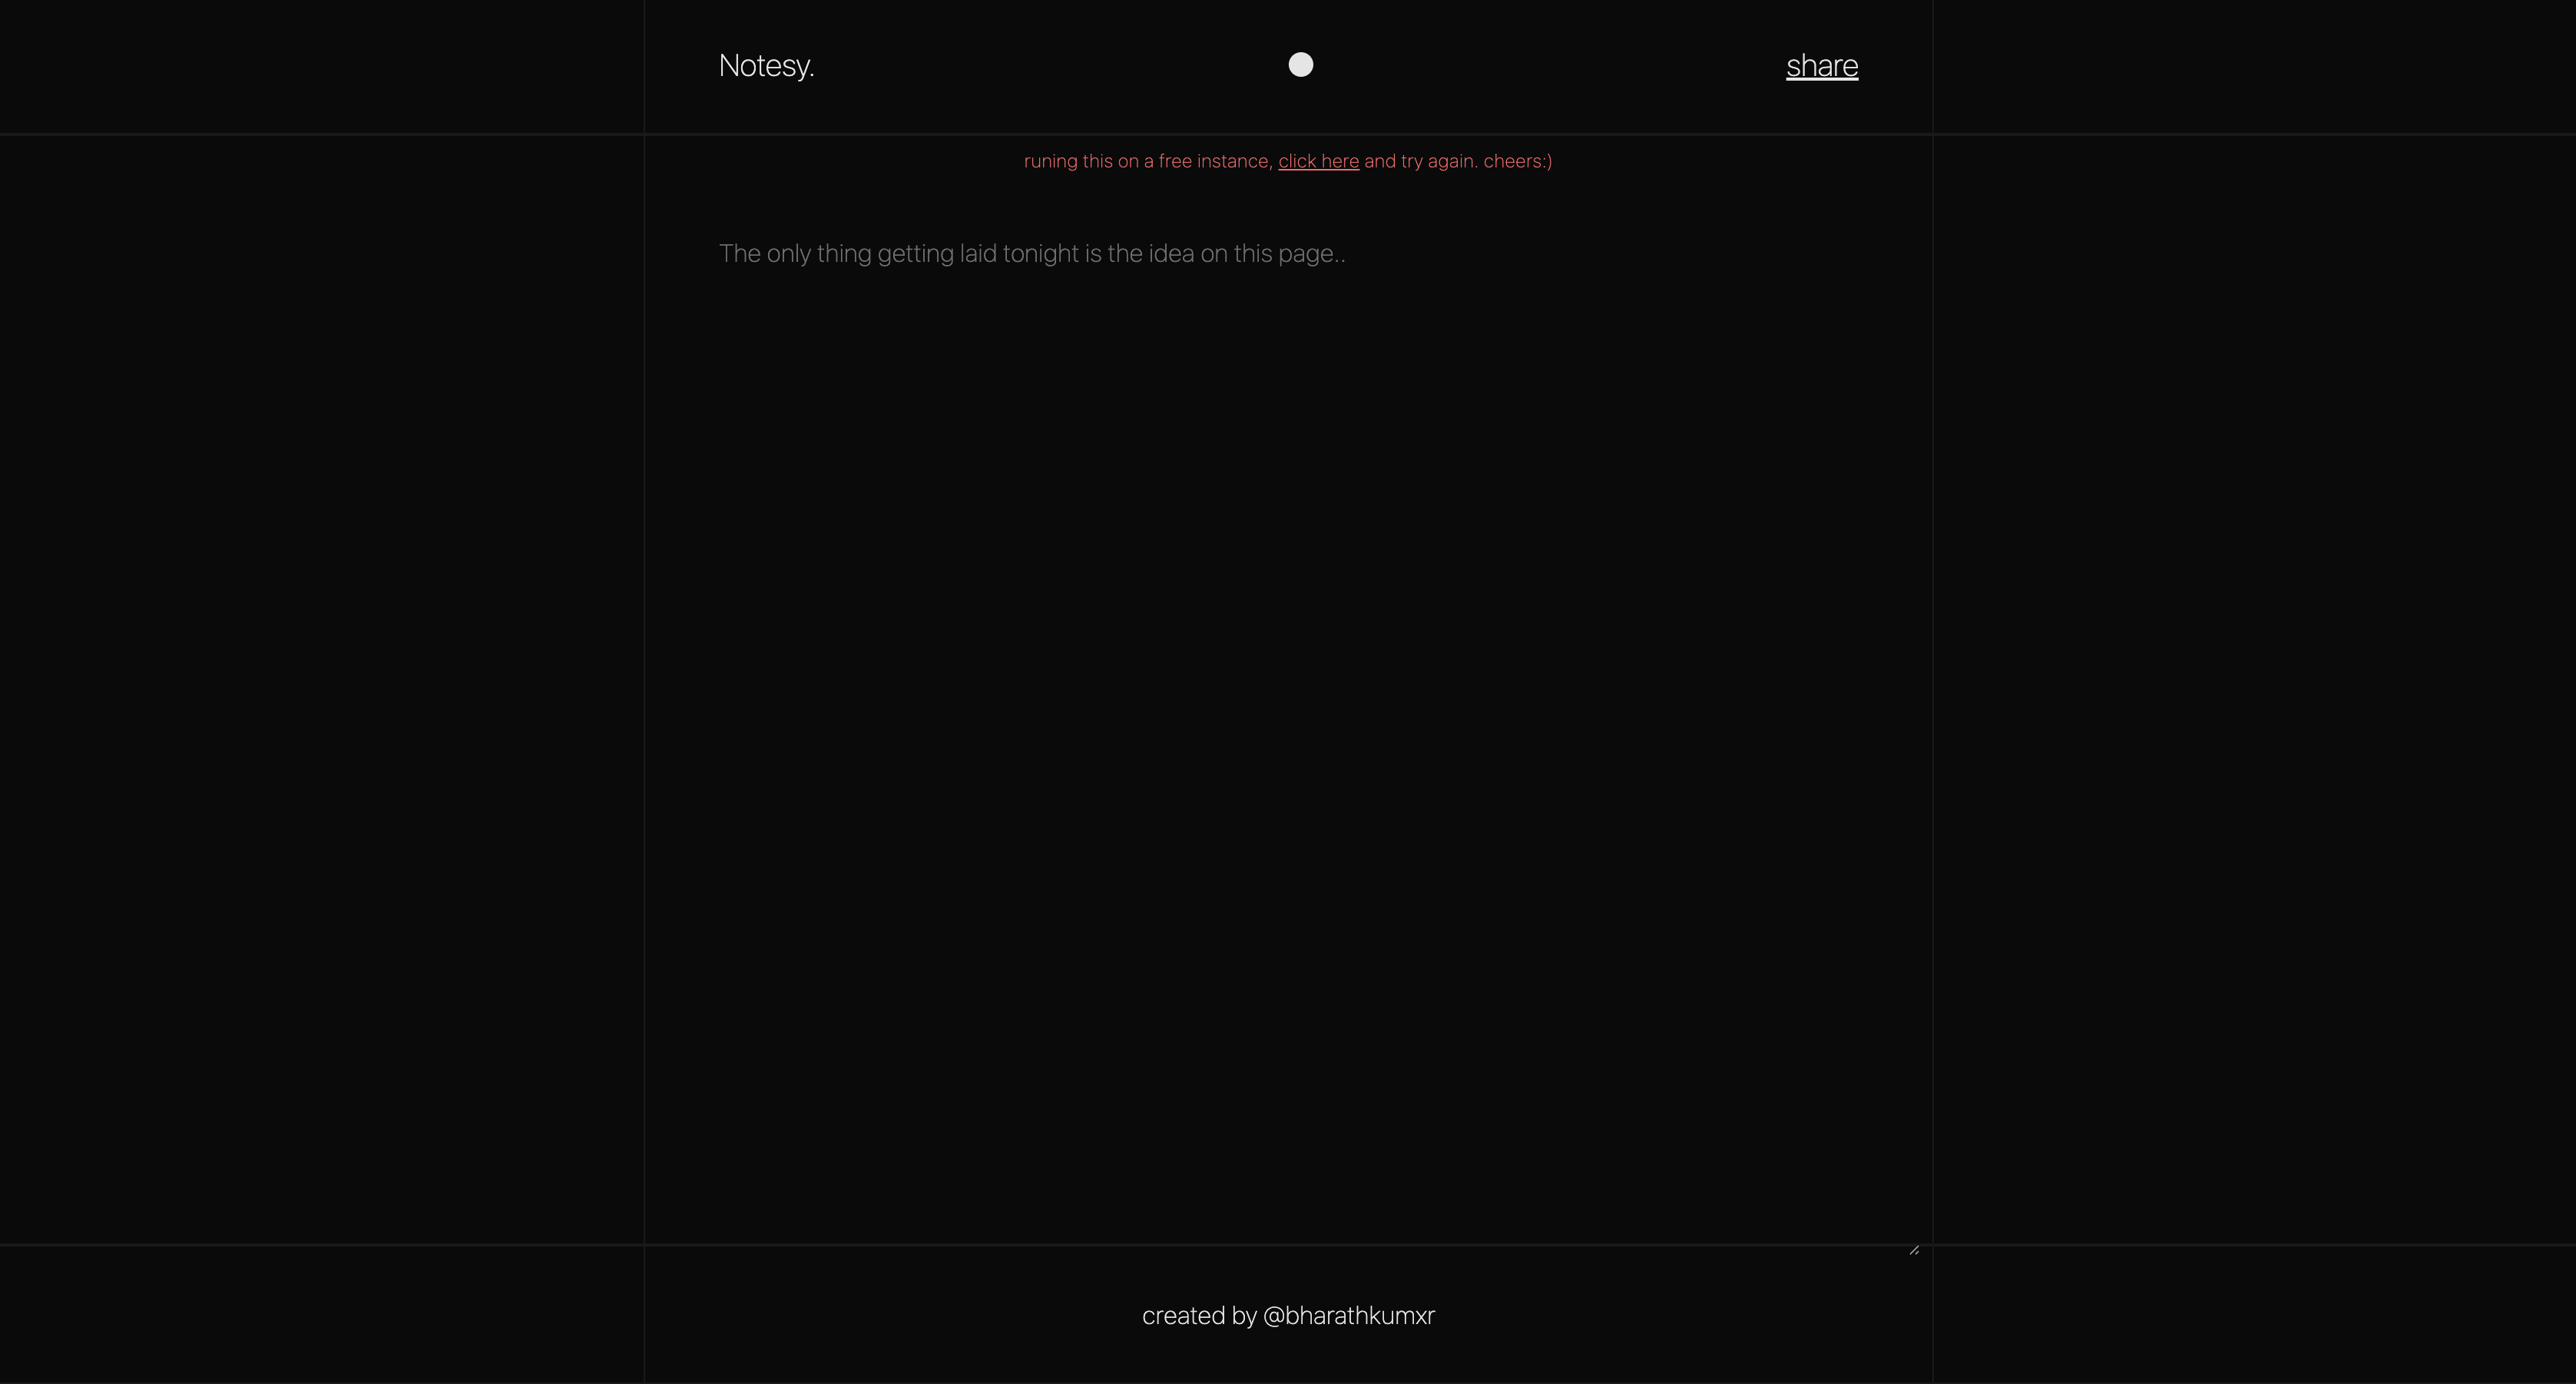 Notesy.
share
runing this on a free instance, click here and try again. cheers:)
The only thing getting laid tonight is the idea on this page..
created by @bharathkumxr